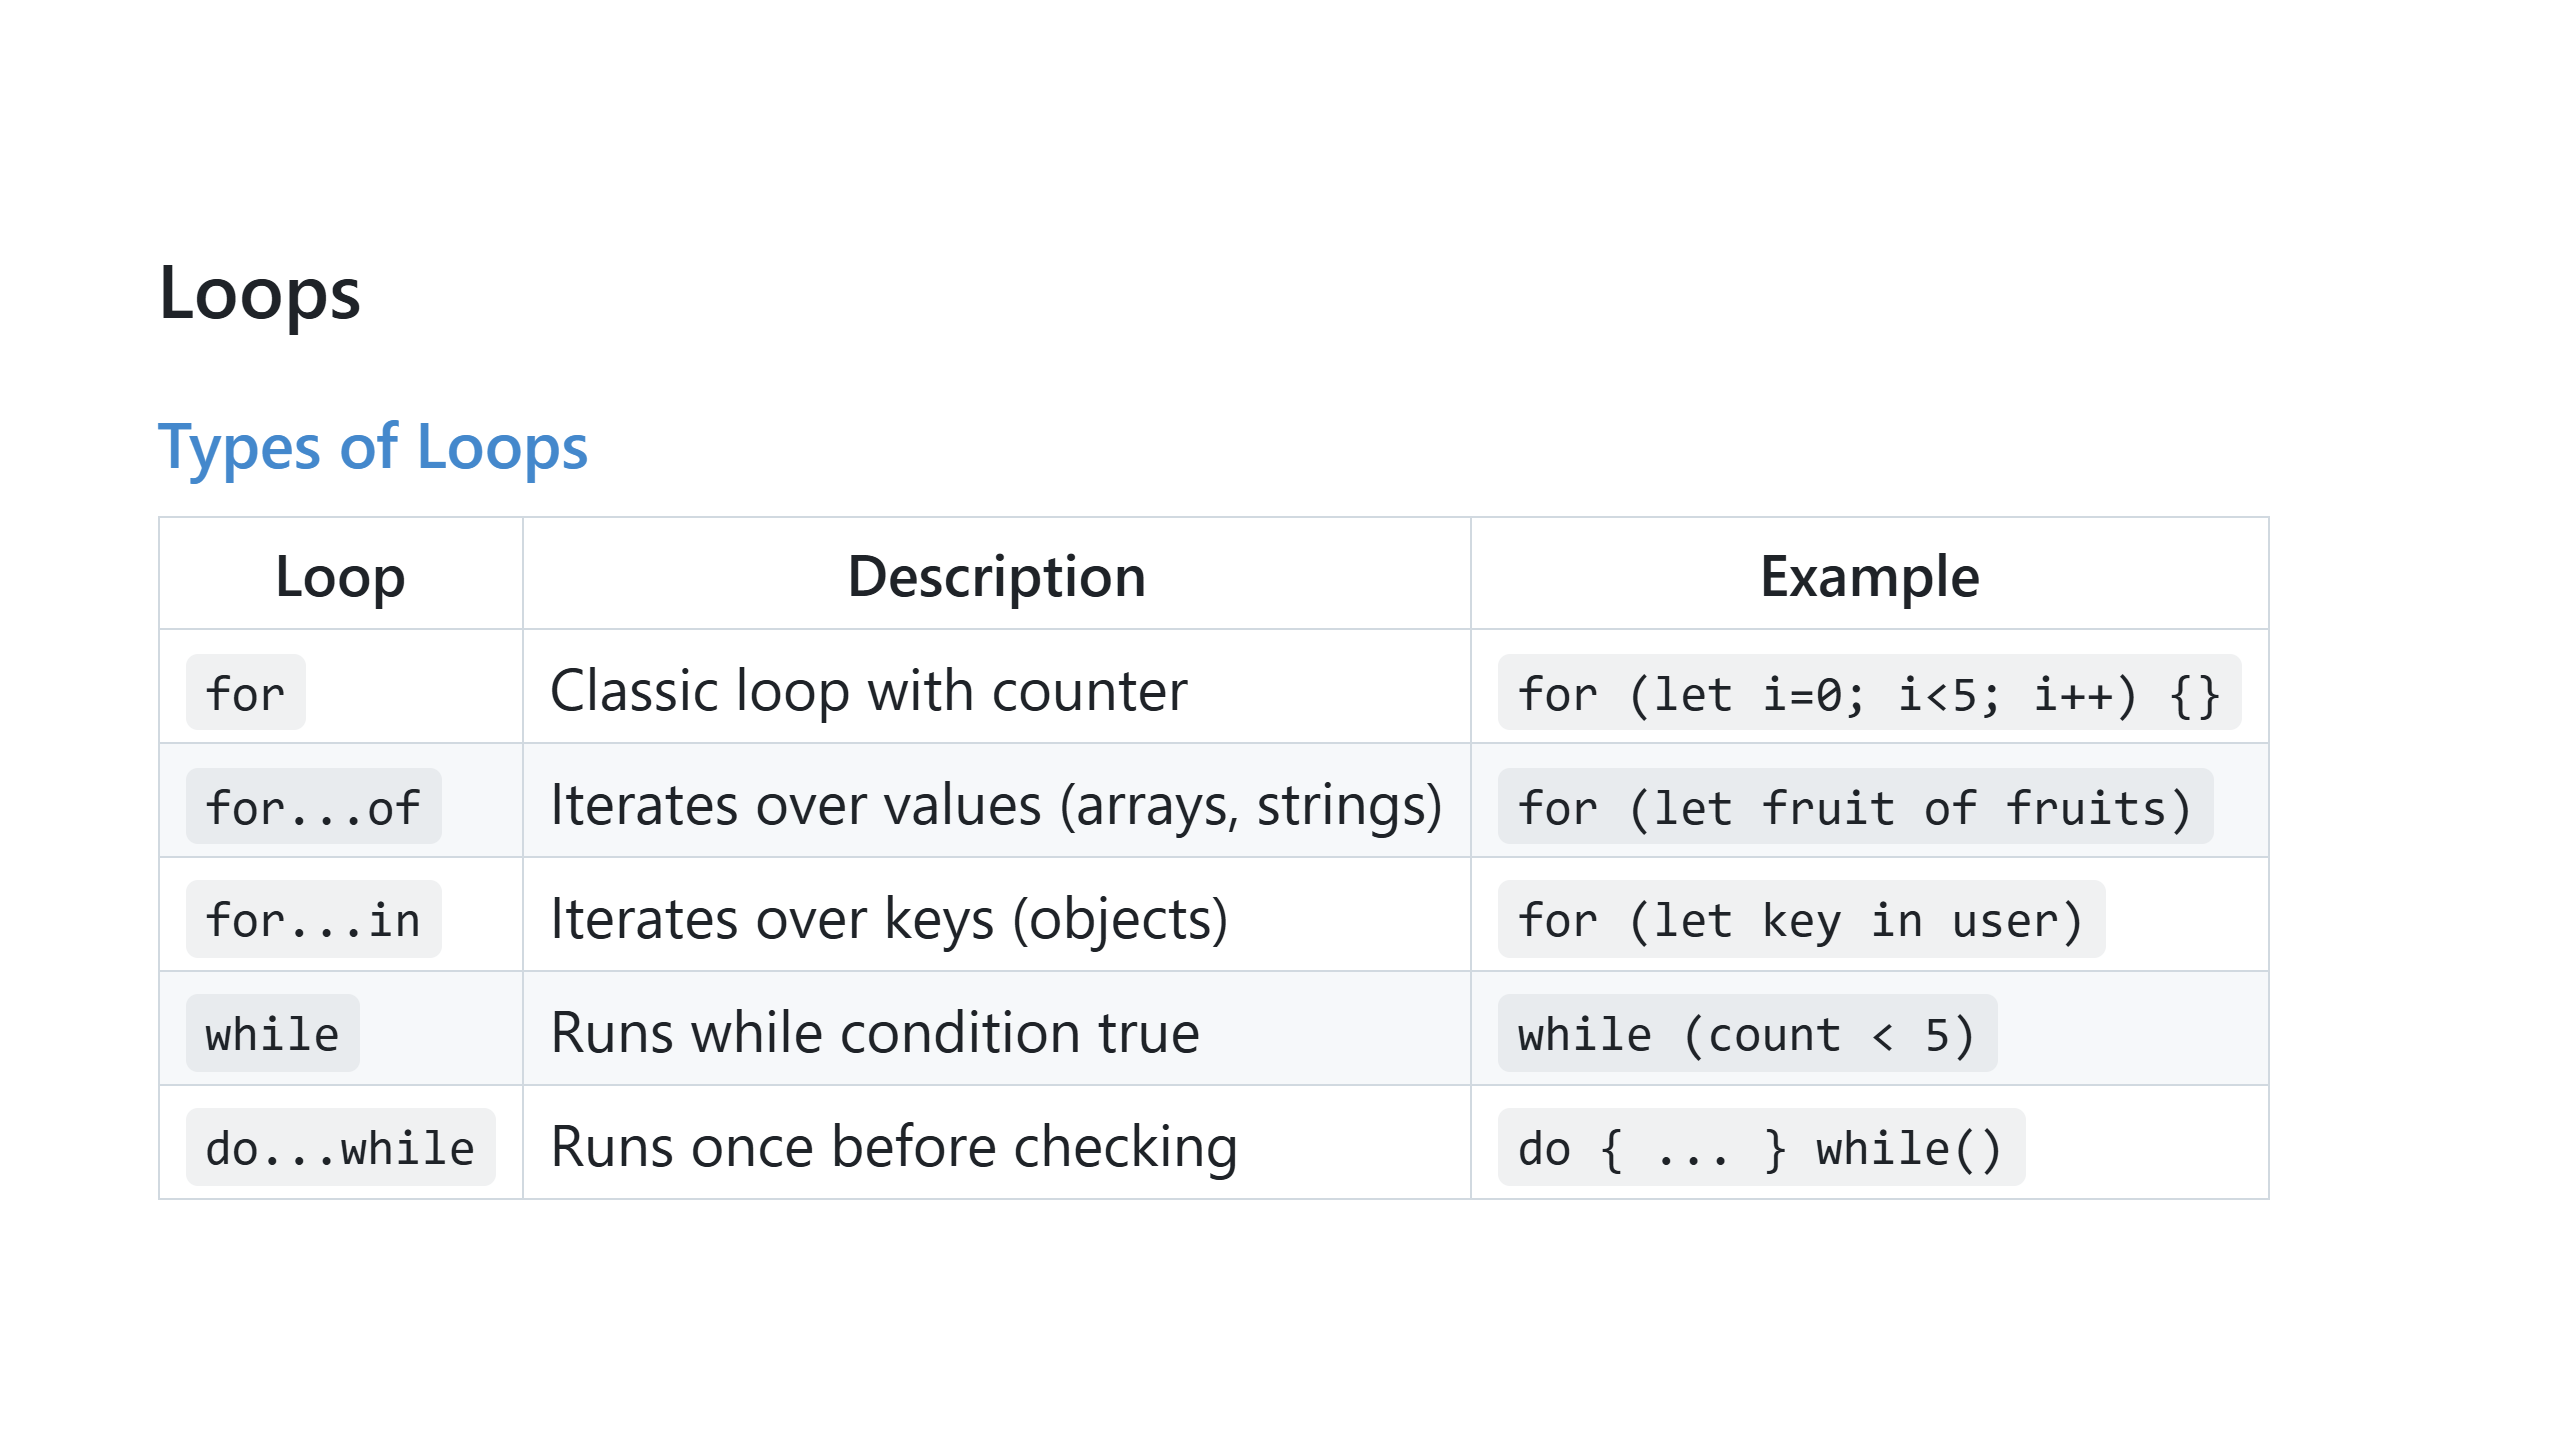 Loops
Types of Loops
Loop Description Example
for Classic loop with counter for (let i=0; i<5; i++) {}
for...of Iterates over values (arrays, strings) for (let fruit of fruits)
for...in Iterates over keys (objects) for (let key in user)
while Runs while condition true while (count < 5)
do...while Runs once before checking do { ... } while()